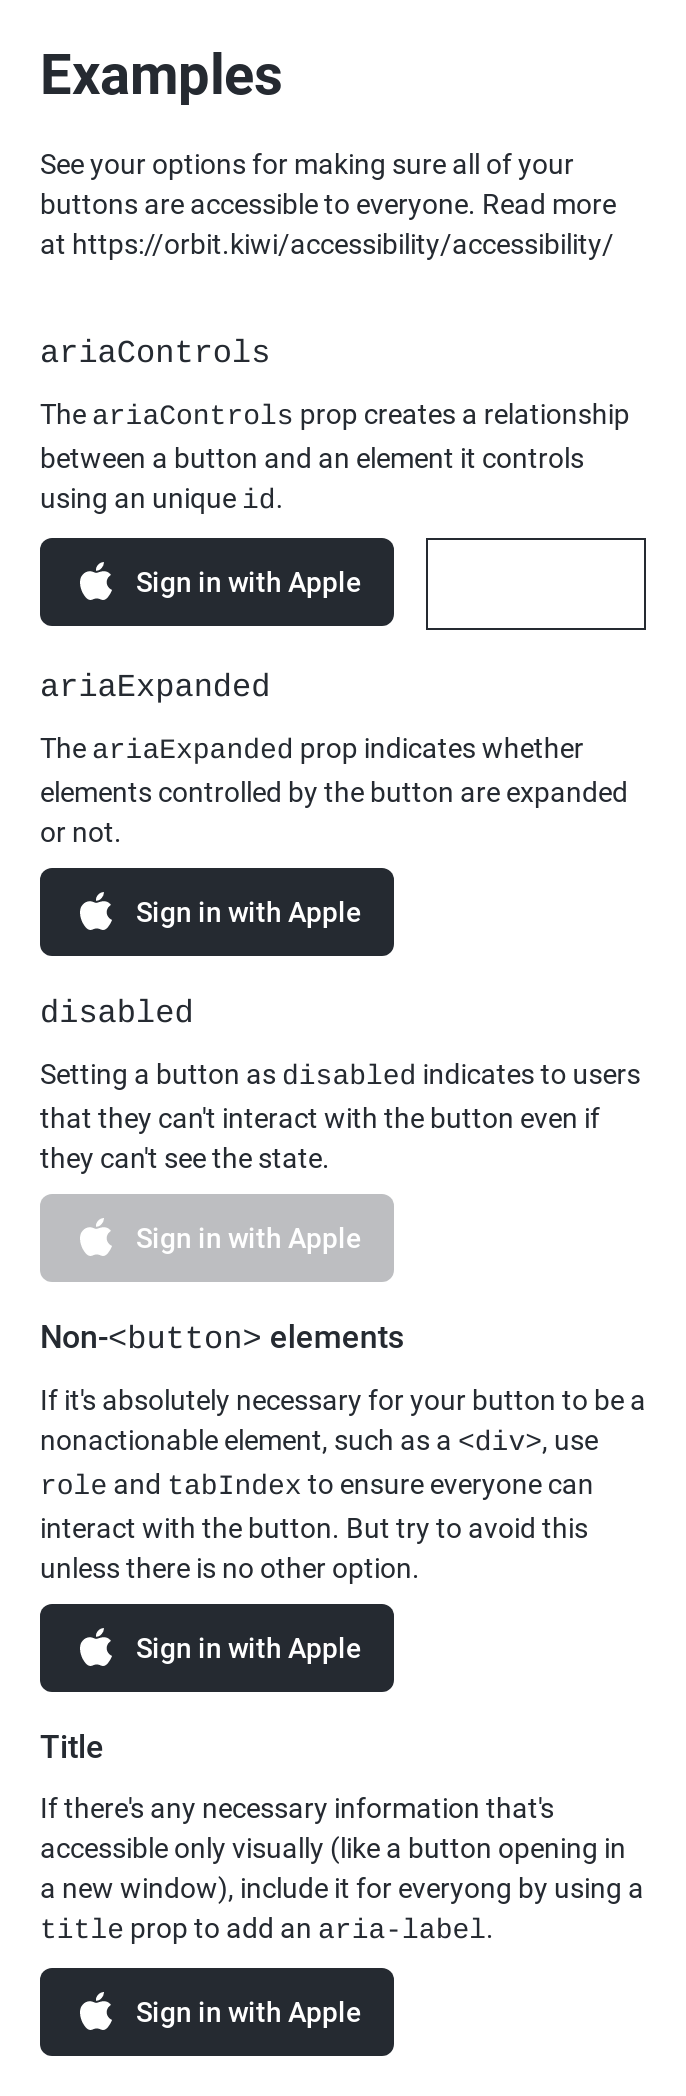 Examples
See your options for making sure all of your
buttons are accessible to everyone. Read more
at https://orbit.kiwi/accessibility/accessibility/
ariaControls
The ariaControls prop creates a relationship
between a button and an element it controls
using an unique id.
Sign in with Apple
ariaExpanded
The ariaExpanded prop indicates whether
elements controlled by the button are expanded
or not.
Sign in with Apple
disabled
Setting a button as disabled indicates to users
that they can't interact with the button even if
they can't see the state.
Sign in with Apple
Non-<button> elements
If it's absolutely necessary for your button to be a
nonactionable element, such as a <div>, use
role and tabIndex to ensure everyone can
interact with the button. But try to avoid this
unless there is no other option.
Sign in with Apple
Title
If there's any necessary information that's
accessible only visually (like a button opening in
a new window), include it for everyong by using a
title prop to add an aria-label.
Sign in with Apple